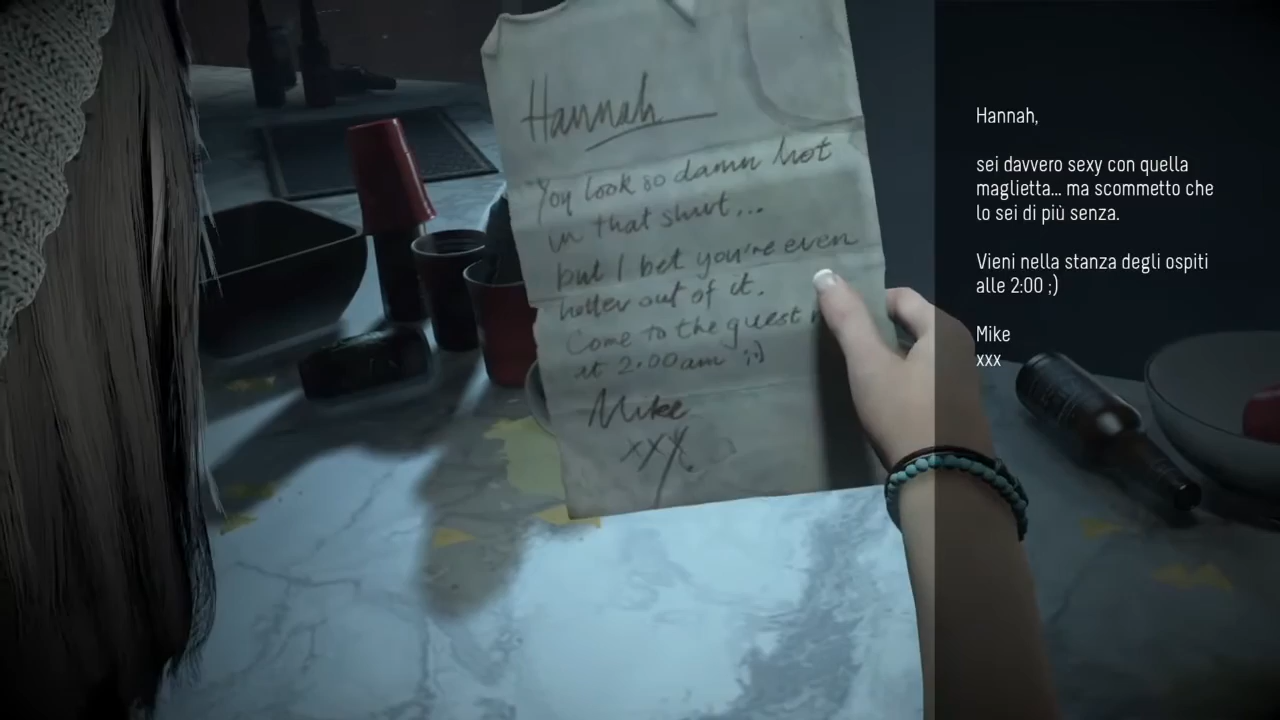 Hannah
You look so damn hot
in that shirt...
but I bet you're even
hotter out of it.
Come to the guest
at 2.00am ;)
Mike
xxx
Hannah,
sei davvero sexy con quella
maglietta... ma scommetto che
lo sei di più senza.
Vieni nella stanza degli ospiti
alle 2:00 ;)
Mike
xxx